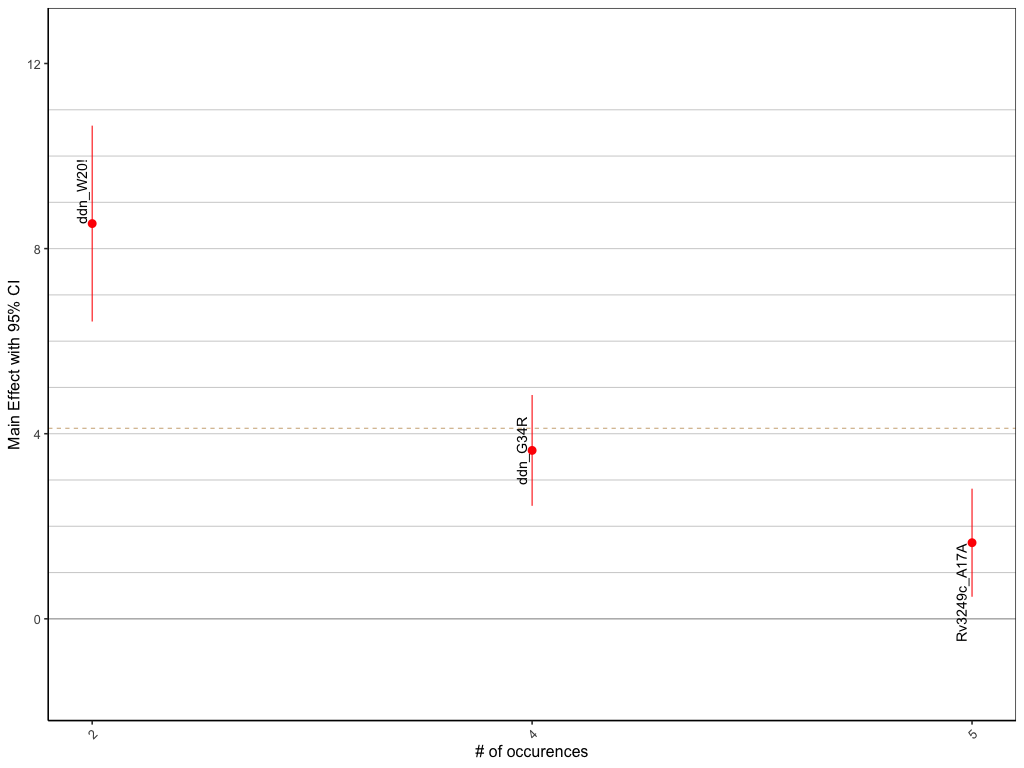 12
8
4
0
Main Effect with 95% CI
ddn_W20!
ddn_G34R
Rv3249c_A17A
2
4
5
# of occurences